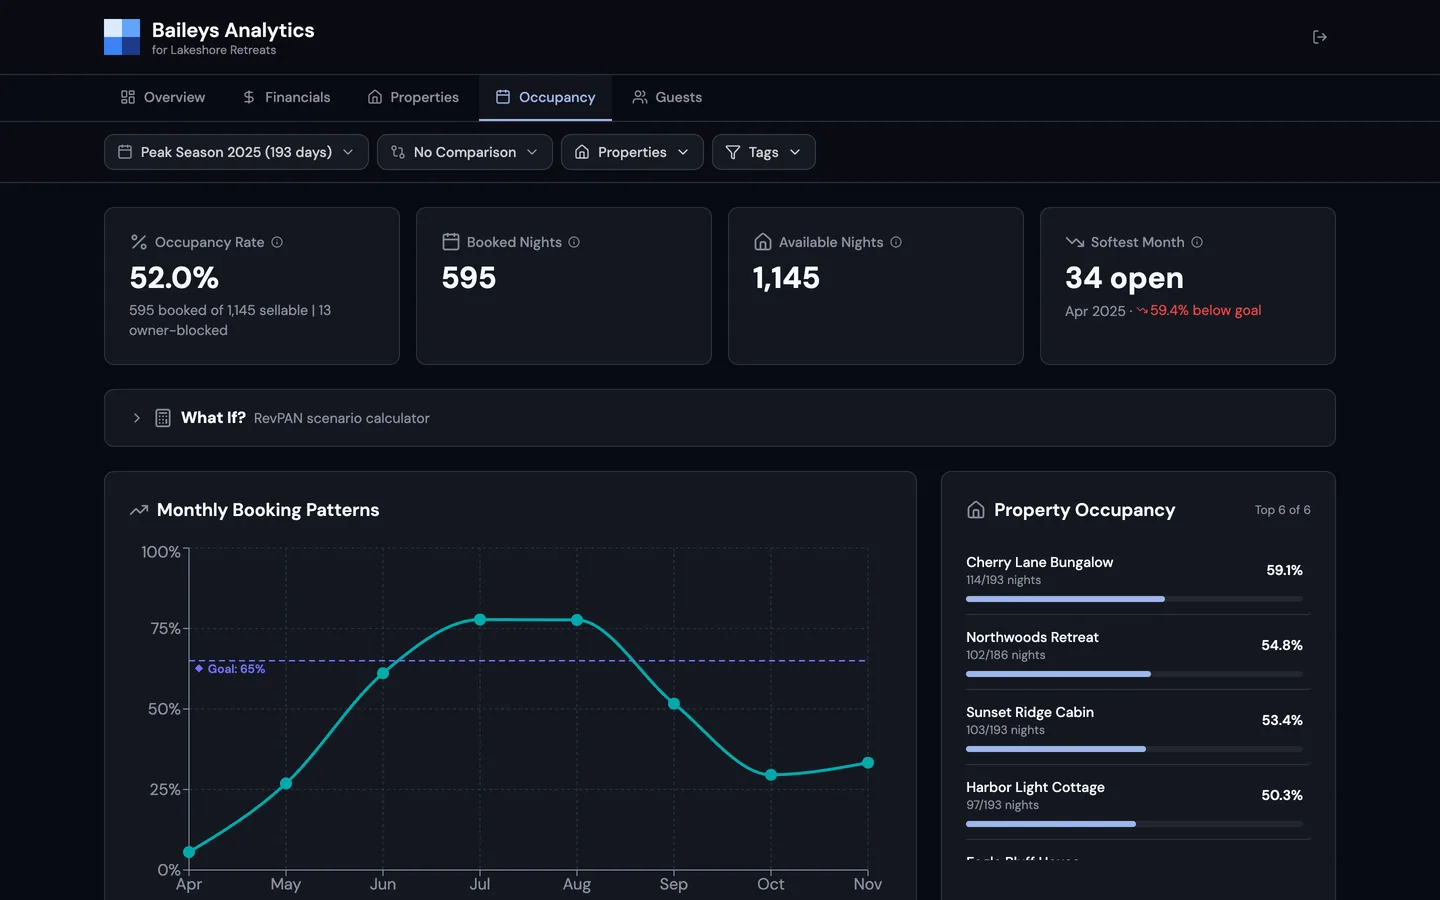 Baileys Analytics
for Lakeshore Retreats
Overview
Financials
Properties
Occupancy
Guests
Peak Season 2025 (193 days)
No Comparison
Properties
Tags
Occupancy Rate
52.0%
595 booked of 1,145 sellable | 13
owner-blocked
Booked Nights
595
Available Nights
1,145
Softest Month
34 open
Apr 2025 · 59.4% below goal
What If? RevPAN scenario calculator
Monthly Booking Patterns
100%
75%
Goal: 65%
50%
25%
0%
Apr May Jun Jul Aug Sep Oct Nov
Property Occupancy
Top 6 of 6
Cherry Lane Bungalow
114/193 nights
59.1%
Northwoods Retreat
102/186 nights
54.8%
Sunset Ridge Cabin
103/193 nights
53.4%
Harbor Light Cottage
97/193 nights
50.3%